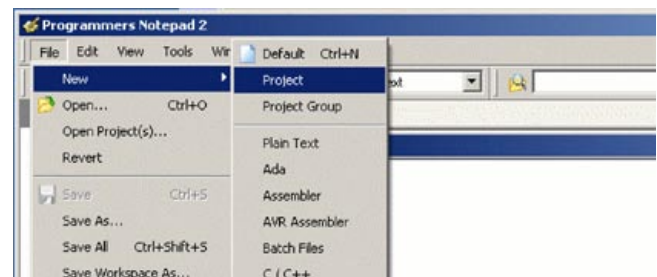 Programmers Notepad 2
File Edit View Tools
New
Open... Ctrl+O
Open Project(s)...
Revert
Save Ctrl+S
Save As...
Save All Ctrl+Shift+S
Save Workspace As...
Default Ctrl+N
Project
Project Group
Plain Text
Ada
Assembler
AVR Assembler
Batch Files
C / C++